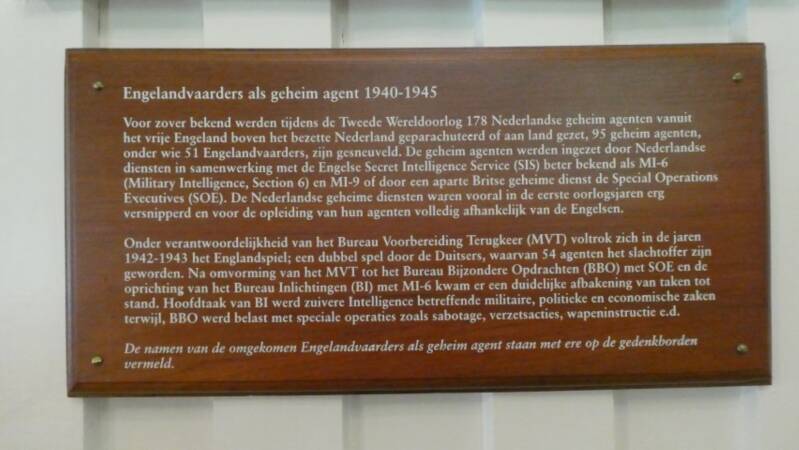 Engelandvaarders als geheim agent 1940-1945
Voor zover bekend werden tijdens de Tweede Wereldoorlog 178 Nederlandse geheim agenten vanuit
het vrije Engeland boven het bezette Nederland geparachuteerd of aan land gezet, 95 geheim agenten,
onder wie 51 Engelandvaarders, zijn gesneuveld. De geheim agenten werden ingezet door Nederlandse
diensten in samenwerking met de Engelse Secret Intelligence Service (SIS) beter bekend als MI-6
(Military Intelligence, Section 6) en MI-9 of door een aparte Britse geheime dienst de Special Operations
Executives (SOE). De Nederlandse geheime diensten waren vooral in de eerste oorlogsjaren erg
versnipperd en voor de opleiding van hun agenten volledig afhankelijk van de Engelsen.
Onder verantwoordelijkheid van het Bureau Voorbereiding Terugkeer (MVT) voltrok zich in de jaren
1942-1943 het Englandspiel; een dubbel spel door de Duitsers, waarvan 54 agenten het slachtoffer zijn
geworden. Na omvorming van het MVT tot het Bureau Bijzondere Opdrachten (BBO) met SOE en de
oprichting van het Bureau Inlichtingen (BI) met MI-6 kwam er een duidelijke afbakening van taken tot
stand. Hoofdtaak van BI werd zuivere Intelligence betreffende militaire, politieke en economische zaken
terwijl, BBO werd belast met speciale operaties zoals sabotage, verzetsacties, wapeninstructie e.d.
De namen van de omgekomen Engelandvaarders als geheim agent staan met ere op de gedenkborden
vermeld.